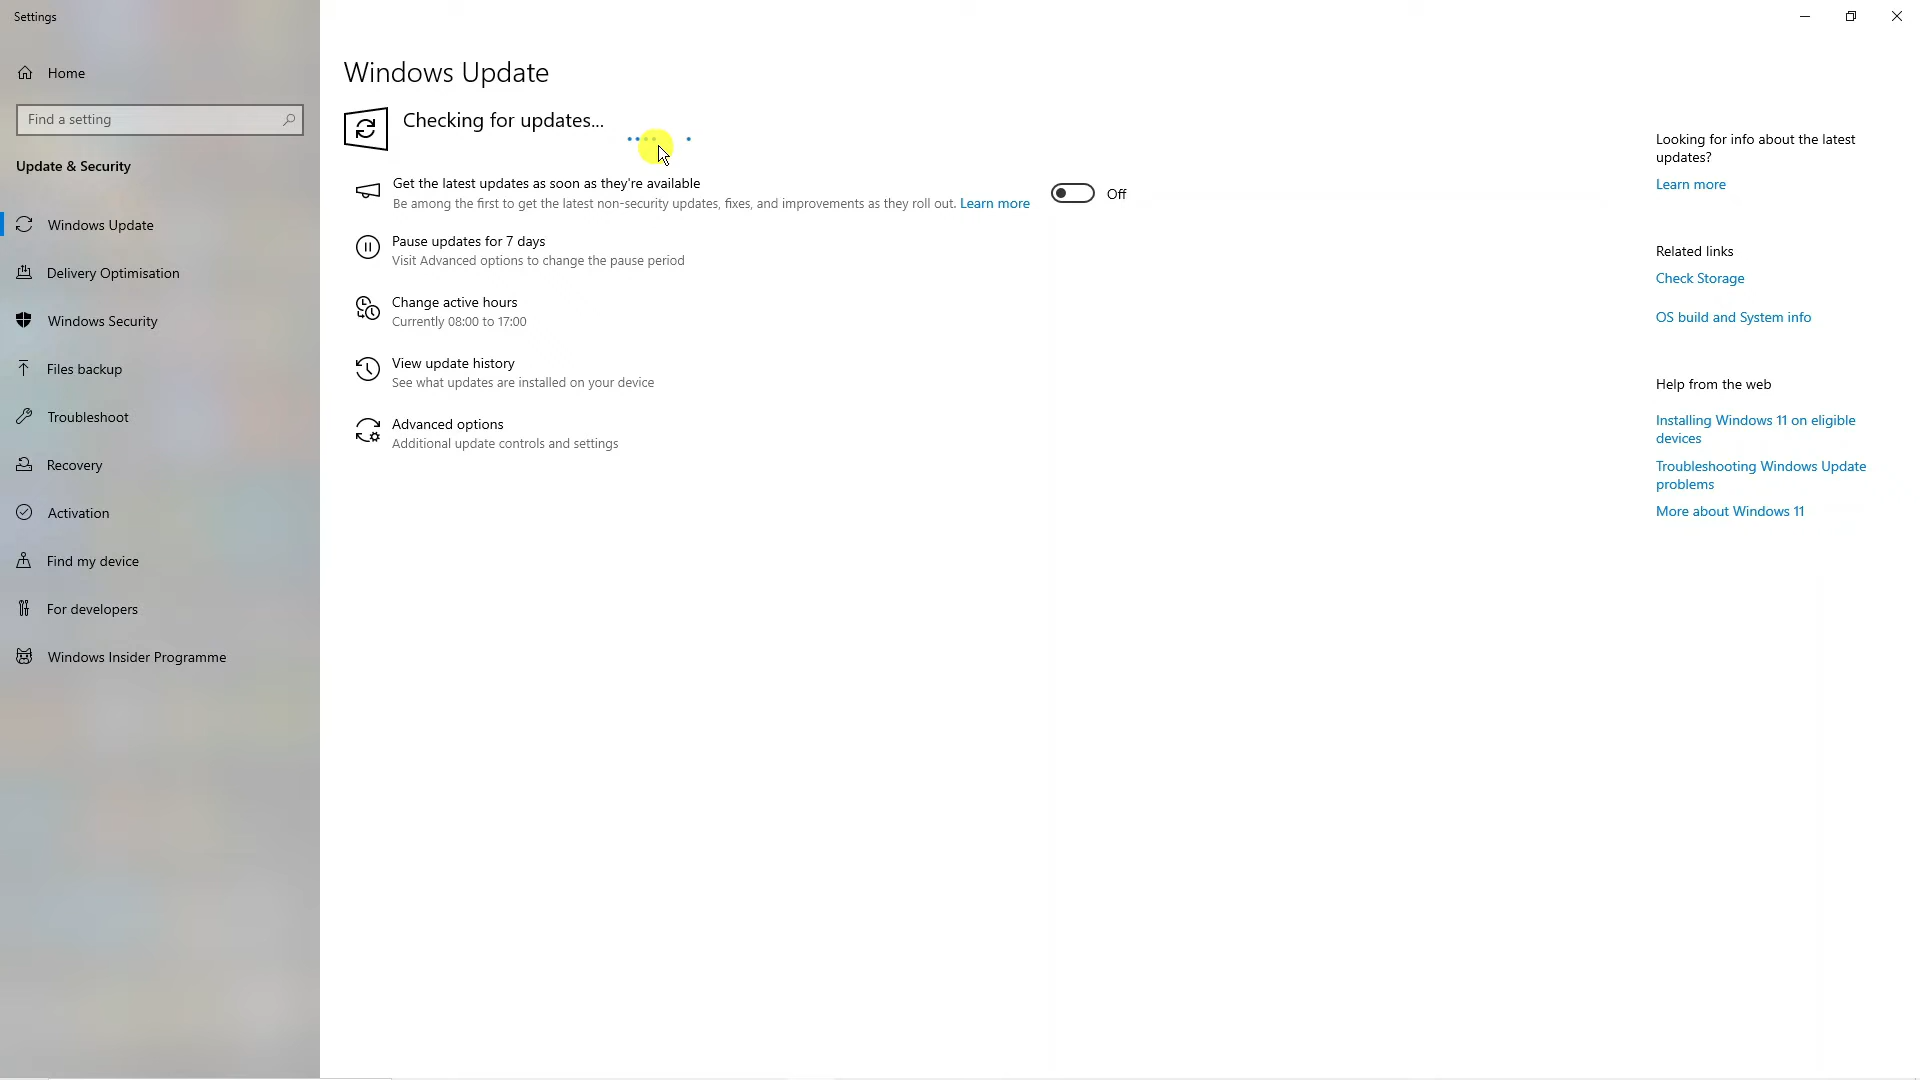 Settings
Home
Find a setting
Update & Security
Windows Update
Delivery Optimisation
Windows Security
Files backup
Troubleshoot
Recovery
Activation
Find my device
For developers
Windows Insider Programme
Windows Update
Checking for updates...
Get the latest updates as soon as they're available
Be among the first to get the latest non-security updates, fixes, and improvements as they roll out. Learn more
Off
Pause updates for 7 days
Visit Advanced options to change the pause period
Change active hours
Currently 08:00 to 17:00
View update history
See what updates are installed on your device
Advanced options
Additional update controls and settings
Looking for info about the latest
updates?
Learn more
Related links
Check Storage
OS build and System info
Help from the web
Installing Windows 11 on eligible
devices
Troubleshooting Windows Update
problems
More about Windows 11